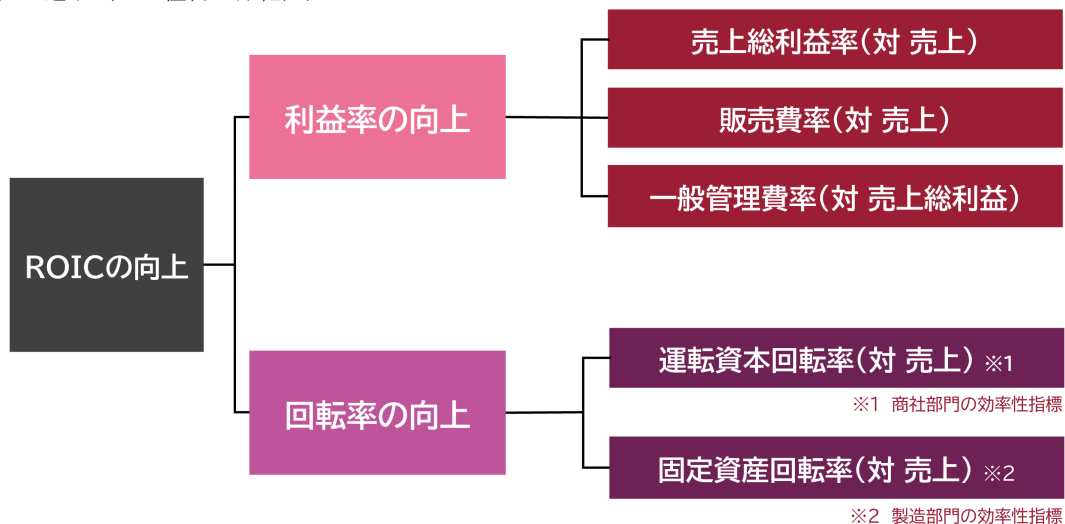 売上総利益率(対 売上)
利益率の向上
販売費率(対 売上)
一般管理費率(対 売上総利益)
ROICの向上
運転資本回転率(対 売上) ※1
※1 商社部門の効率性指標
回転率の向上
固定資産回転率(対 売上) ※2
※2 製造部門の効率性指標